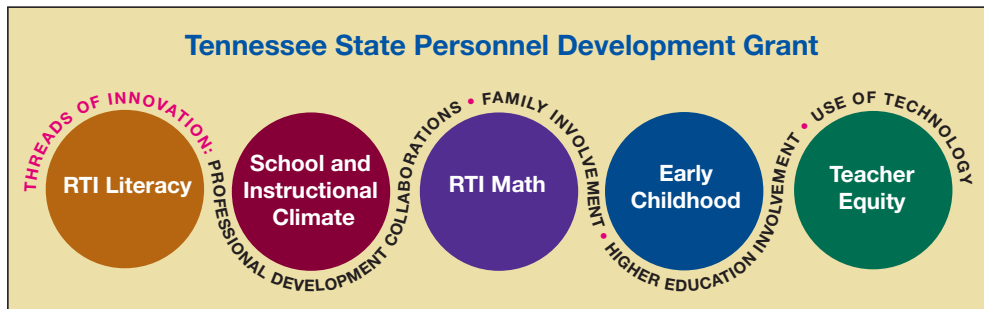 Tennessee State Personnel Development Grant
THREADS OF INNOVATION: PROFESSIONAL DEVELOPMENT COLLABORATIONS • FAMILY INVOLVEMENT • HIGHER EDUCATION INVOLVEMENT • USE OF TECHNOLOGY
RTI Literacy
School and
Instructional
Climate
RTI Math
Early
Childhood
Teacher
Equity